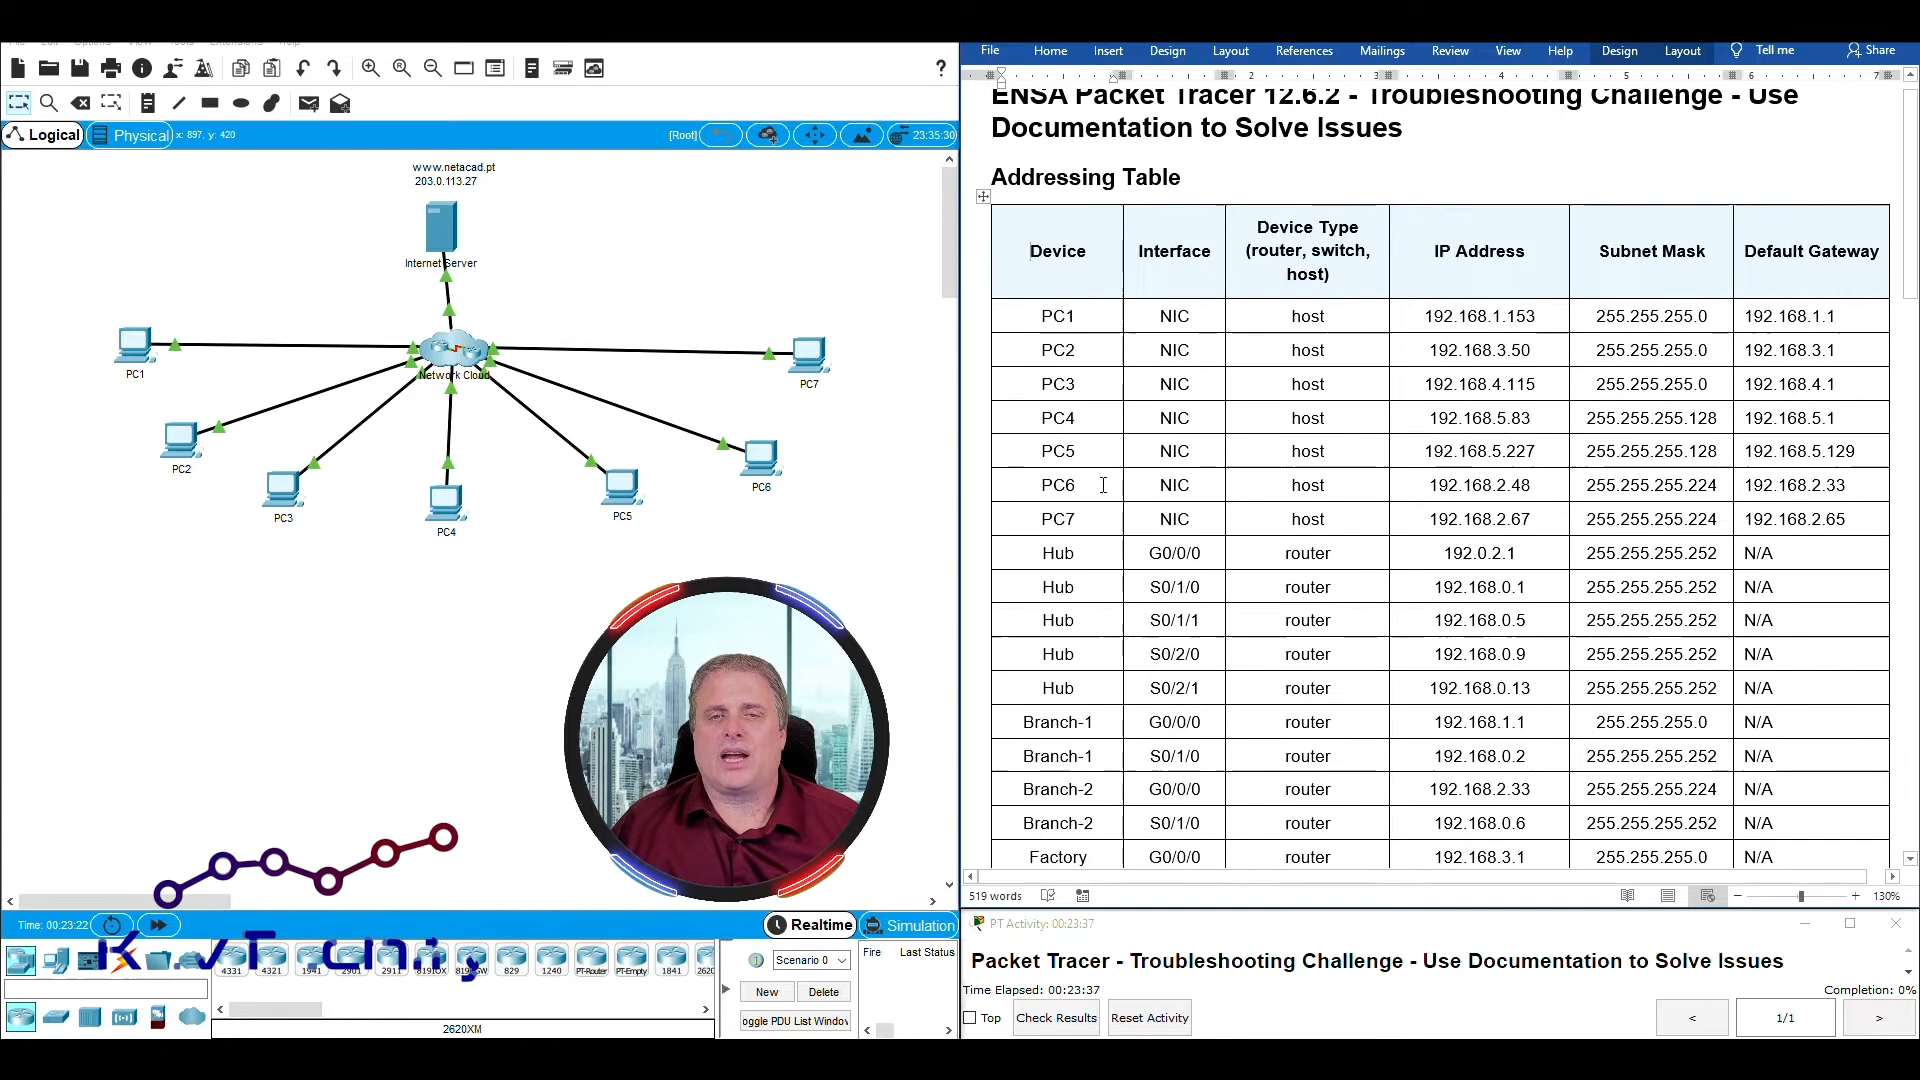 File Home Insert Design Layout References Mailings Review View Help Design Layout Tell me Share
?
Logical Physical x: 897, y: 420 [Root] 23:35:30
2 3 4 5 6 7
ENSA Packet Tracer 12.6.2 - Troubleshooting Challenge - Use
Documentation to Solve Issues
Addressing Table
Device Interface Device Type (router, switch, host) IP Address Subnet Mask Default Gateway
PC1 NIC host 192.168.1.153 255.255.255.0 192.168.1.1
PC2 NIC host 192.168.3.50 255.255.255.0 192.168.3.1
PC3 NIC host 192.168.4.115 255.255.255.0 192.168.4.1
PC4 NIC host 192.168.5.83 255.255.255.128 192.168.5.1
PC5 NIC host 192.168.5.227 255.255.255.128 192.168.5.129
PC6 NIC host 192.168.2.48 255.255.255.224 192.168.2.33
PC7 NIC host 192.168.2.67 255.255.255.224 192.168.2.65
Hub G0/0/0 router 192.0.2.1 255.255.255.252 N/A
Hub S0/1/0 router 192.168.0.1 255.255.255.252 N/A
Hub S0/1/1 router 192.168.0.5 255.255.255.252 N/A
Hub S0/2/0 router 192.168.0.9 255.255.255.252 N/A
Hub S0/2/1 router 192.168.0.13 255.255.255.252 N/A
Branch-1 G0/0/0 router 192.168.1.1 255.255.255.0 N/A
Branch-1 S0/1/0 router 192.168.0.2 255.255.255.252 N/A
Branch-2 G0/0/0 router 192.168.2.33 255.255.255.224 N/A
Branch-2 S0/1/0 router 192.168.0.6 255.255.255.252 N/A
Factory G0/0/0 router 192.168.3.1 255.255.255.0 N/A
519 words 130%
www.netacad.pt
203.0.113.27
Internet Server
Network Cloud
PC1
PC7
PC2
PC6
PC3
PC5
PC4
Time: 00:23:22 Realtime Simulation
4331 4321 1941 2901 2911 819IOX 819HGW 829 1240 PT-Router PT-Empty 1841 2620
2620XM
Scenario 0
New Delete
oggle PDU List Window
Fire Last Status
PT Activity: 00:23:37
Packet Tracer - Troubleshooting Challenge - Use Documentation to Solve Issues
Time Elapsed: 00:23:37 Completion: 0%
Top Check Results Reset Activity < 1/1 >